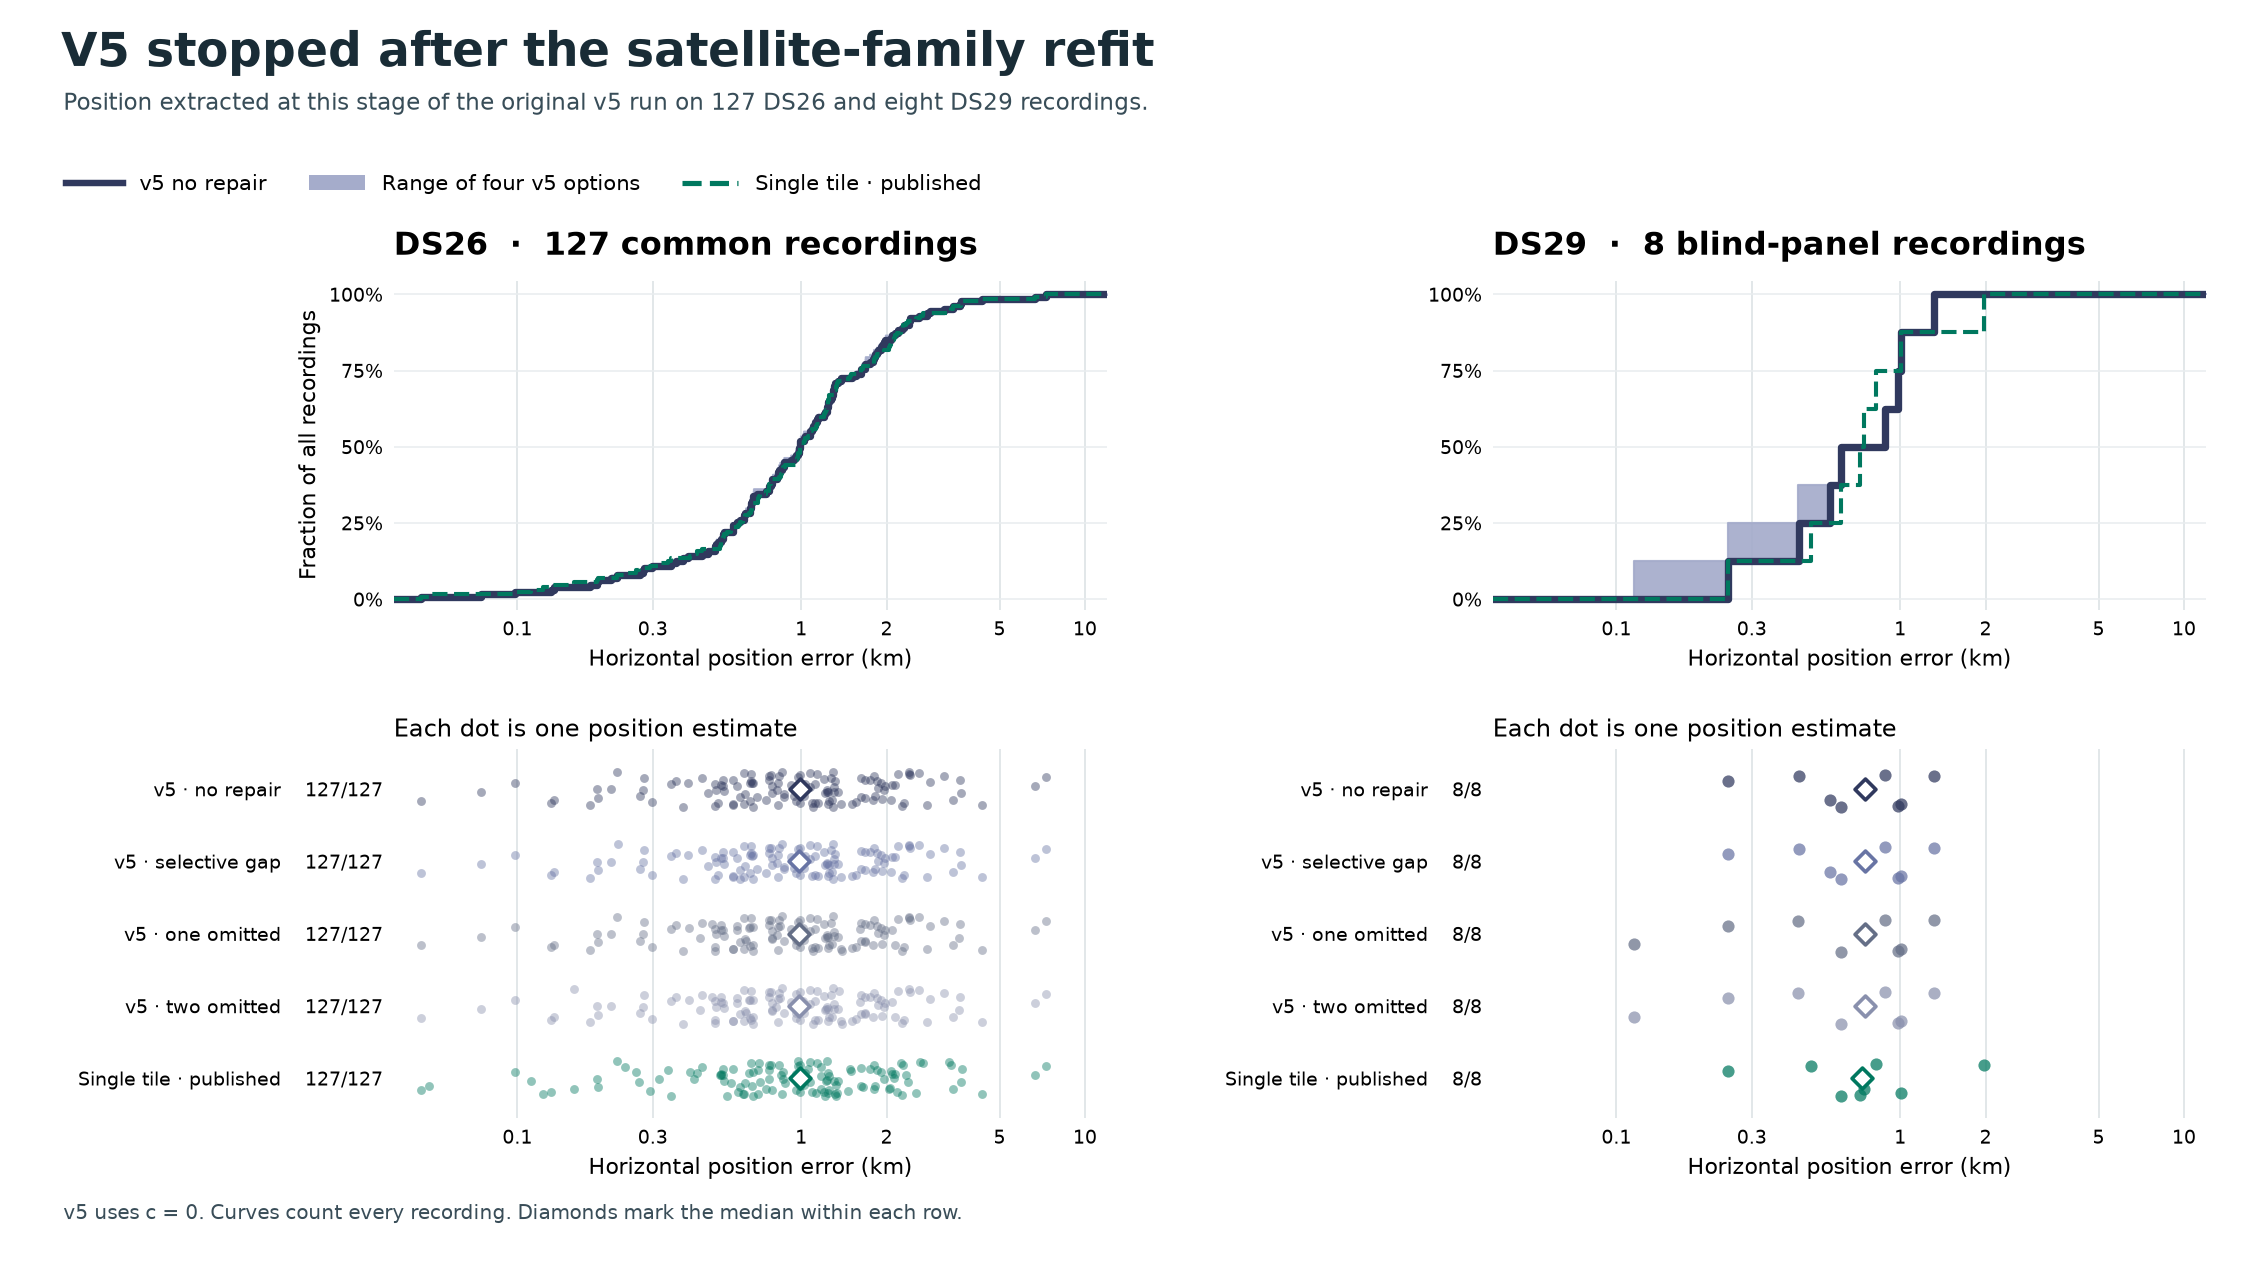 V5 stopped after the satellite-family refit
Position extracted at this stage of the original v5 run on 127 DS26 and eight DS29 recordings.
v5 no repair
Range of four v5 options
Single tile · published
DS26 · 127 common recordings
100%
75%
50%
25%
0%
Fraction of all recordings
0.1 0.3 1 2 5 10
Horizontal position error (km)
DS29 · 8 blind-panel recordings
100%
75%
50%
25%
0%
0.1 0.3 1 2 5 10
Horizontal position error (km)
Each dot is one position estimate
v5 · no repair 127/127
v5 · selective gap 127/127
v5 · one omitted 127/127
v5 · two omitted 127/127
Single tile · published 127/127
0.1 0.3 1 2 5 10
Horizontal position error (km)
Each dot is one position estimate
v5 · no repair 8/8
v5 · selective gap 8/8
v5 · one omitted 8/8
v5 · two omitted 8/8
Single tile · published 8/8
0.1 0.3 1 2 5 10
Horizontal position error (km)
v5 uses c = 0. Curves count every recording. Diamonds mark the median within each row.